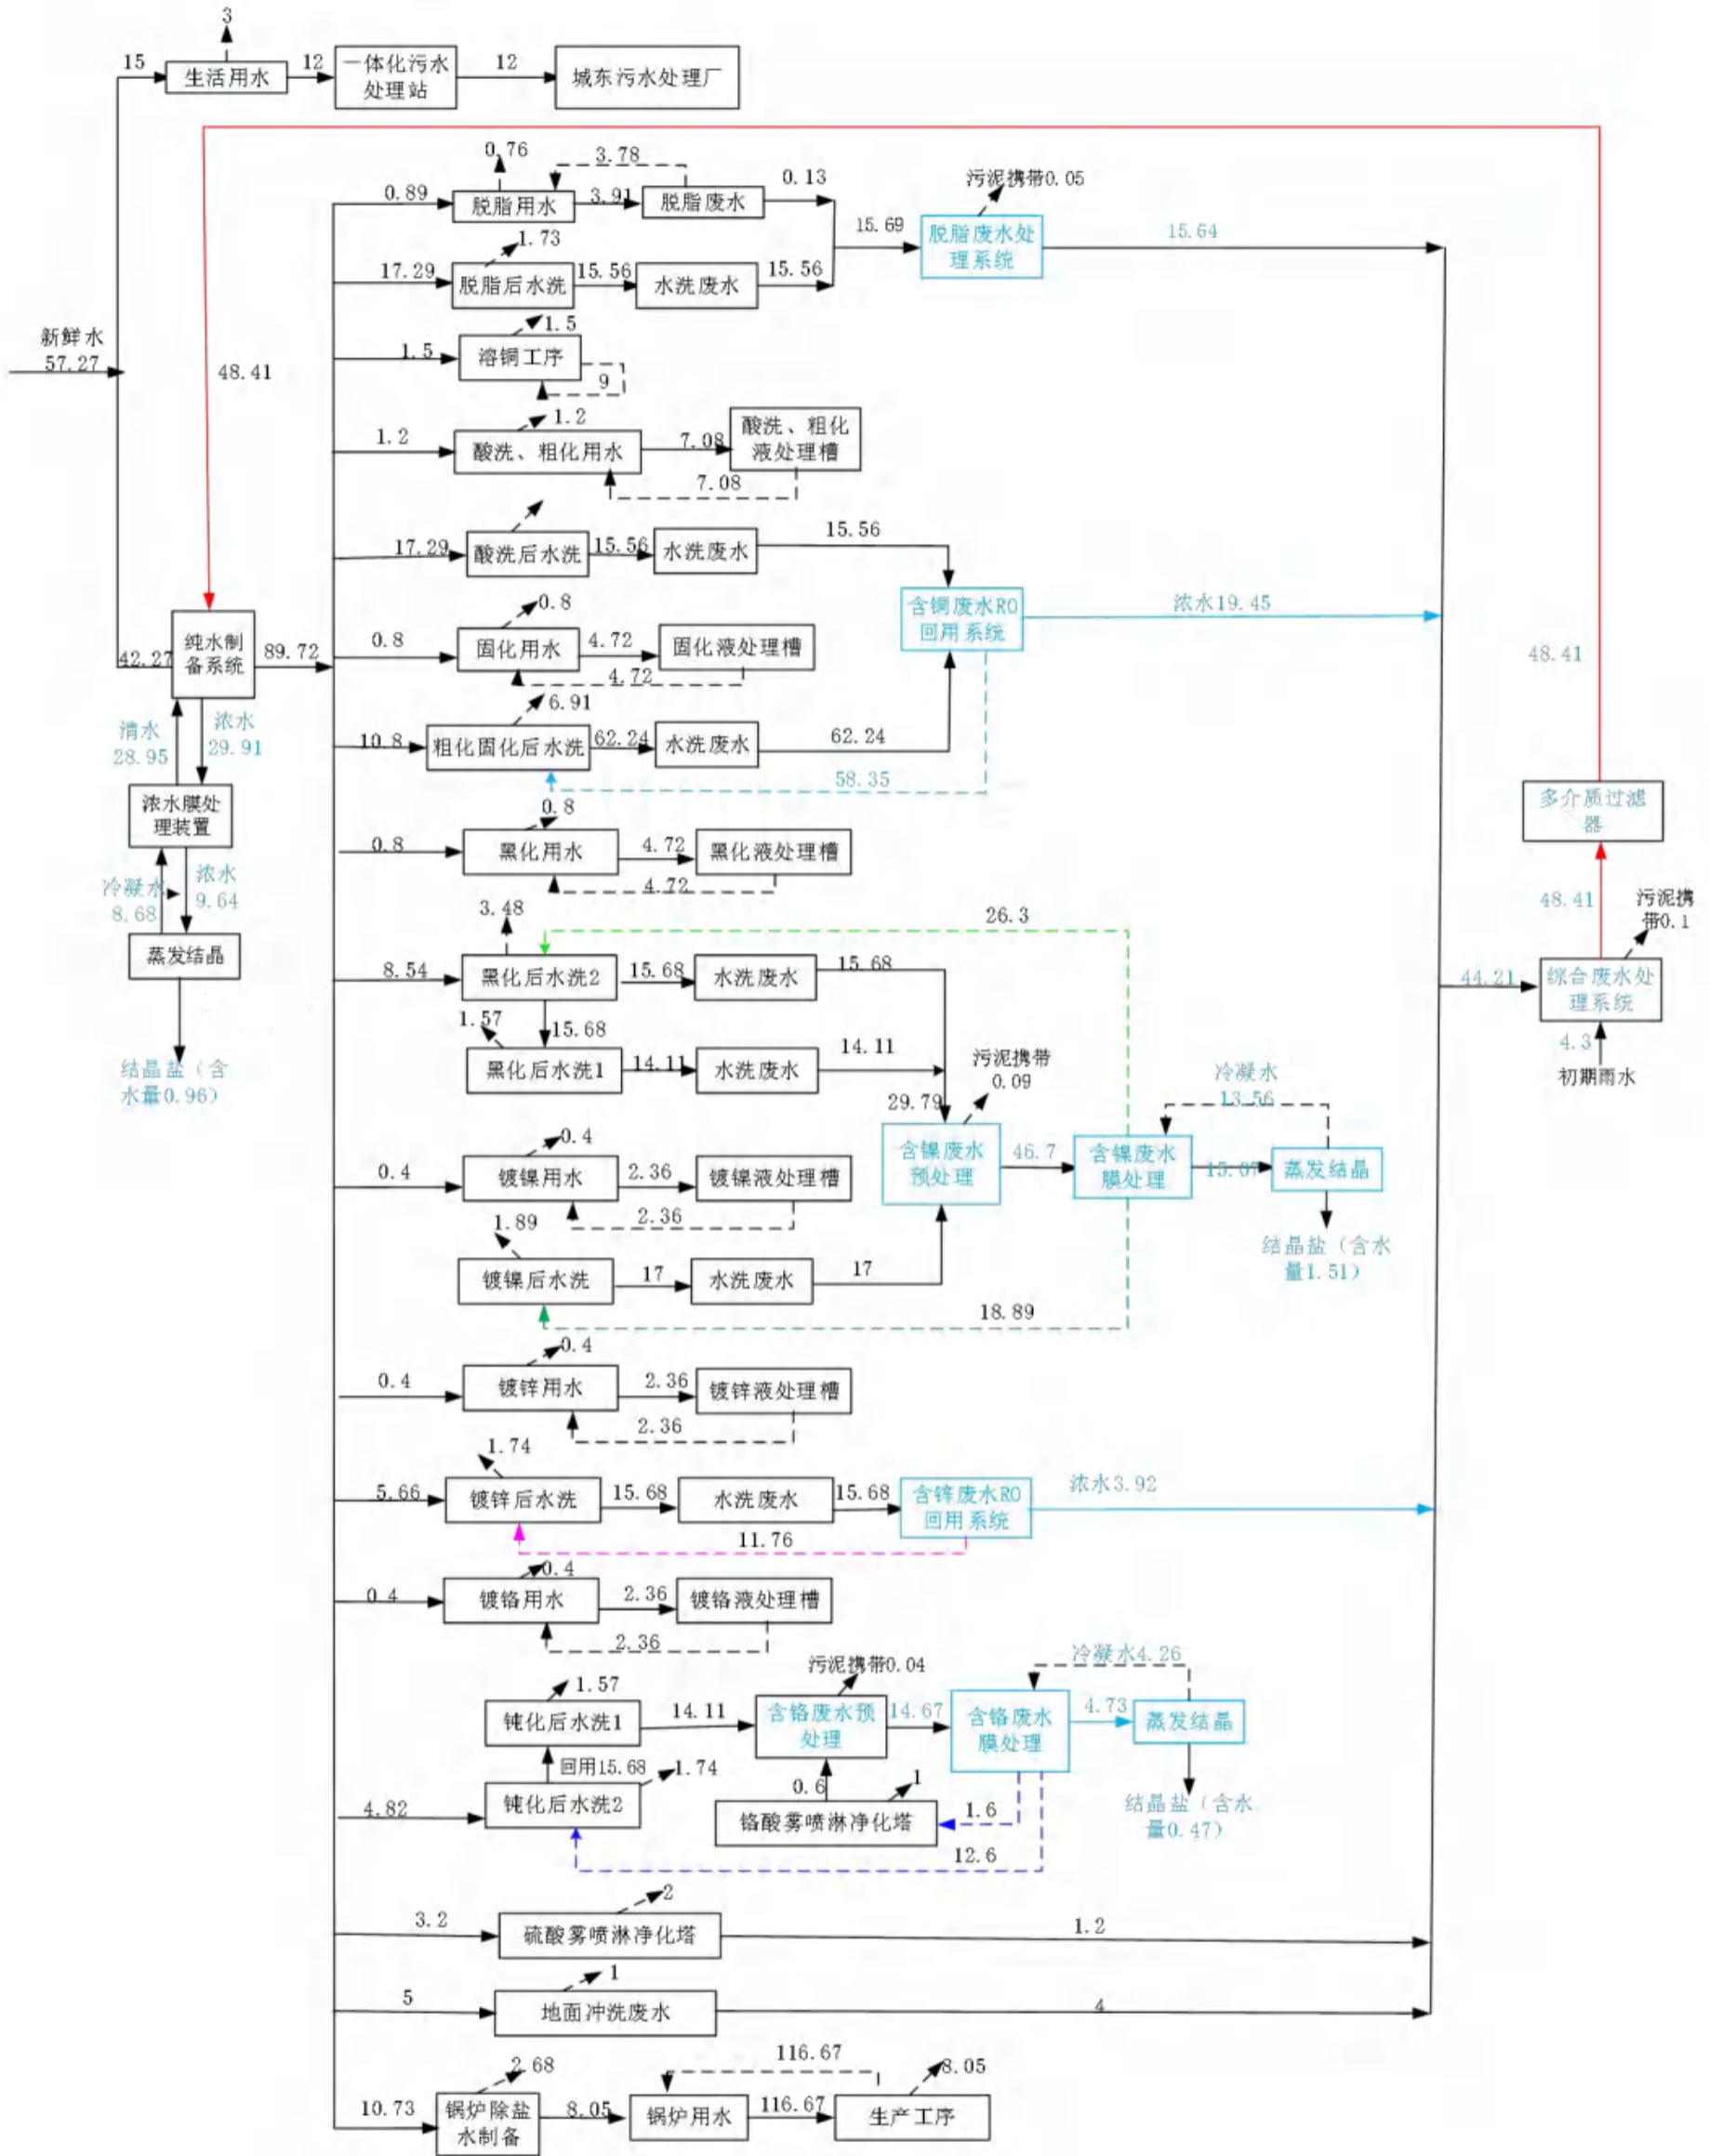 3
15
生活用水
12
一体化污水
处理站
12
城东污水处理厂
新鲜水
57.27
48.41
42.27
纯水制
备系统
89.72
清水
28.95
浓水
29.91
浓水膜处
理装置
冷凝水
8.68
浓水
9.64
蒸发结晶
结晶盐（含
水量0.96）
0.76
3.78
0.89
脱脂用水
3.91
脱脂废水
0.13
1.73
17.29
脱脂后水洗
15.56
水洗废水
15.56
15.69
污泥携带0.05
脱脂废水处
理系统
15.64
1.5
1.5
溶铜工序
9
1.2
1.2
酸洗、粗化用水
7.08
酸洗、粗化
液处理槽
7.08
17.29
酸洗后水洗
15.56
水洗废水
15.56
含铜废水RO
回用系统
浓水19.45
0.8
0.8
固化用水
4.72
固化液处理槽
4.72
6.91
10.8
粗化固化后水洗
62.24
水洗废水
62.24
58.35
0.8
0.8
黑化用水
4.72
黑化液处理槽
4.72
3.48
26.3
8.54
黑化后水洗2
15.68
水洗废水
15.68
1.57
15.68
黑化后水洗1
14.11
水洗废水
14.11
29.79
污泥携带
0.09
含镍废水
预处理
46.7
含镍废水
膜处理
冷凝水
13.56
15.07
蒸发结晶
结晶盐（含水
量1.51）
0.4
0.4
镀镍用水
2.36
镀镍液处理槽
2.36
1.89
镀镍后水洗
17
水洗废水
17
18.89
0.4
0.4
镀锌用水
2.36
镀锌液处理槽
2.36
1.74
5.66
镀锌后水洗
15.68
水洗废水
15.68
含锌废水RO
回用系统
浓水3.92
11.76
0.4
0.4
镀铬用水
2.36
镀铬液处理槽
2.36
1.57
钝化后水洗1
14.11
污泥携带0.04
含铬废水预
处理
14.67
含铬废水
膜处理
冷凝水4.26
4.73
蒸发结晶
结晶盐（含水
量0.47）
回用15.68
1.74
4.82
钝化后水洗2
0.6
1
铬酸雾喷淋净化塔
1.6
12.6
2
3.2
硫酸雾喷淋净化塔
1.2
1
5
地面冲洗废水
4
2.68
10.73
锅炉除盐
水制备
8.05
锅炉用水
116.67
116.67
生产工序
8.05
48.41
多介质过滤
器
48.41
污泥携
带0.1
44.21
综合废水处
理系统
4.3
初期雨水